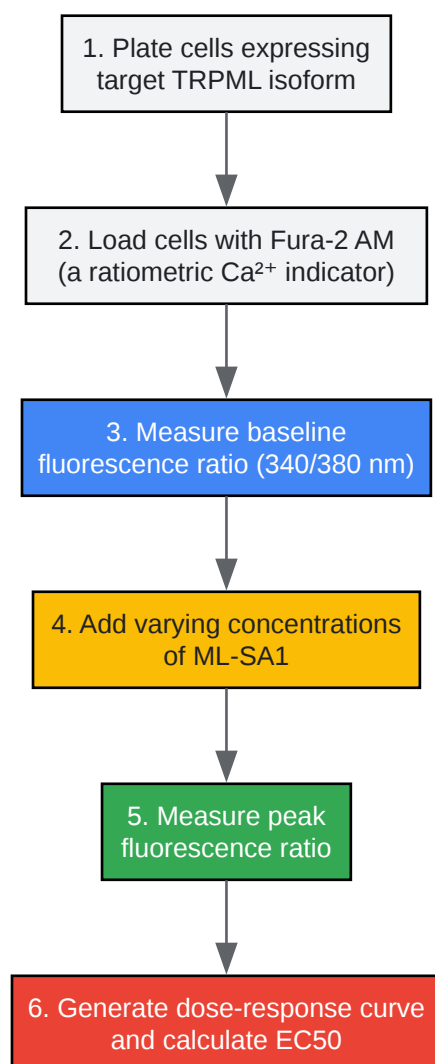 1. Plate cells expressing
target TRPML isoform
2. Load cells with Fura-2 AM
(a ratiometric Ca²⁺ indicator)
3. Measure baseline
fluorescence ratio (340/380 nm)
4. Add varying concentrations
of ML-SA1
5. Measure peak
fluorescence ratio
6. Generate dose-response curve
and calculate EC50